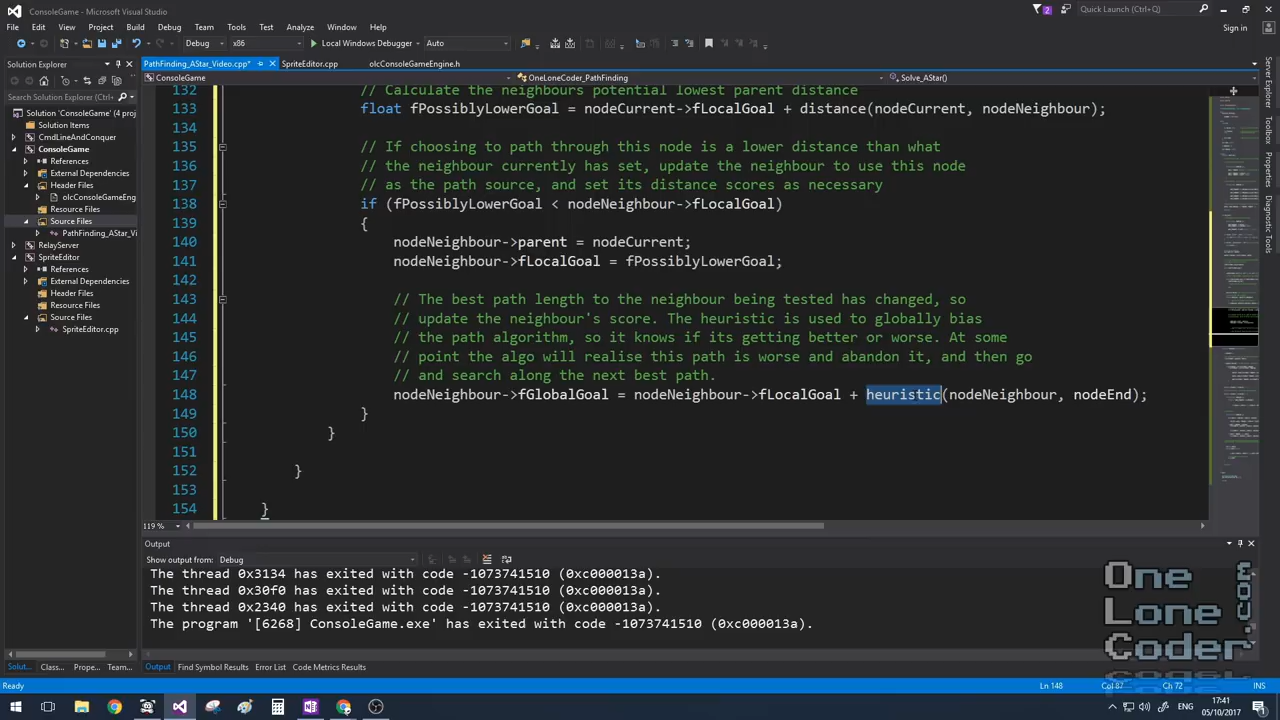 ConsoleGame
Quick Launch (Ctrl+Q)
File Edit View Project Build Debug Team Tools Test Analyze Window Help
Sign in
Debug x86 Local Windows Debugger Auto
Solution Explorer
PathFinding_AStar_Video.cpp* SpriteEditor.cpp olcConsoleGameEngine.h
ConsoleGame OneLoneCoder_PathFinding Solve_AStar()
Search Solution Explorer
Solution 'ConsoleGame' (4 proj
Solution Items
CmdLineAndConquer
ConsoleGame
References
External Dependencies
Header Files
olcConsoleGameEng
Resource Files
Source Files
PathFinding_AStar_Vi
RelayServer
SpriteEditor
References
External Dependencies
Header Files
Resource Files
Source Files
SpriteEditor.cpp
132 // Calculate the neighbours potential lowest parent distance
133 float fPossiblyLowerGoal = nodeCurrent->fLocalGoal + distance(nodeCurrent, nodeNeighbour);
134
135 // If choosing to path through this node is a lower distance than what
136 // the neighbour currently has set, update the neighbour to use this node
137 // as the path source, and set its distance scores as necessary
138 if (fPossiblyLowerGoal < nodeNeighbour->fLocalGoal)
139 {
140 nodeNeighbour->parent = nodeCurrent;
141 nodeNeighbour->fLocalGoal = fPossiblyLowerGoal;
142
143 // The best path length to the neighbour being tested has changed, so
144 // update the neighbour's score. The heuristic is used to globally bias
145 // the path algorithm, so it knows if its getting better or worse. At some
146 // point the algo will realise this path is worse and abandon it, and then go
147 // and search along the next best path.
148 nodeNeighbour->fGlobalGoal = nodeNeighbour->fLocalGoal + heuristic(nodeNeighbour, nodeEnd);
149 }
150 }
151
152 }
153
154 }
119 %
Output
Show output from: Debug
The thread 0x3134 has exited with code -1073741510 (0xc000013a).
The thread 0x30f0 has exited with code -1073741510 (0xc000013a).
The thread 0x2340 has exited with code -1073741510 (0xc000013a).
The program '[6268] ConsoleGame.exe' has exited with code -1073741510 (0xc000013a).
Solut... Class... Prope... Team...
Output Find Symbol Results Error List Code Metrics Results
Server Explorer
Toolbox
Diagnostic Tools
One
Lone
Coder
.com
Ready
Ln 148 Col 87 Ch 72 INS
ENG
17:41
05/10/2017